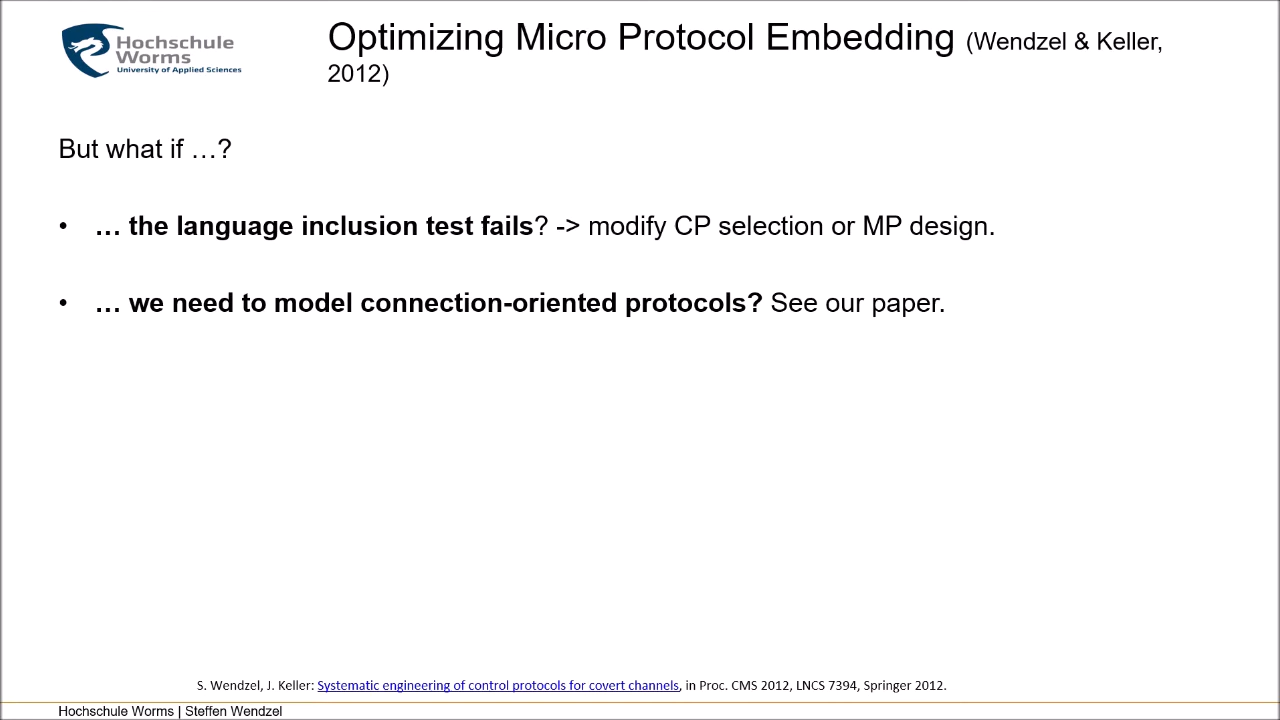 Hochschule
Worms
University of Applied Sciences
Optimizing Micro Protocol Embedding (Wendzel & Keller,
2012)
But what if …?
• … the language inclusion test fails? -> modify CP selection or MP design.
• … we need to model connection-oriented protocols? See our paper.
S. Wendzel, J. Keller: Systematic engineering of control protocols for covert channels, in Proc. CMS 2012, LNCS 7394, Springer 2012.
Hochschule Worms | Steffen Wendzel